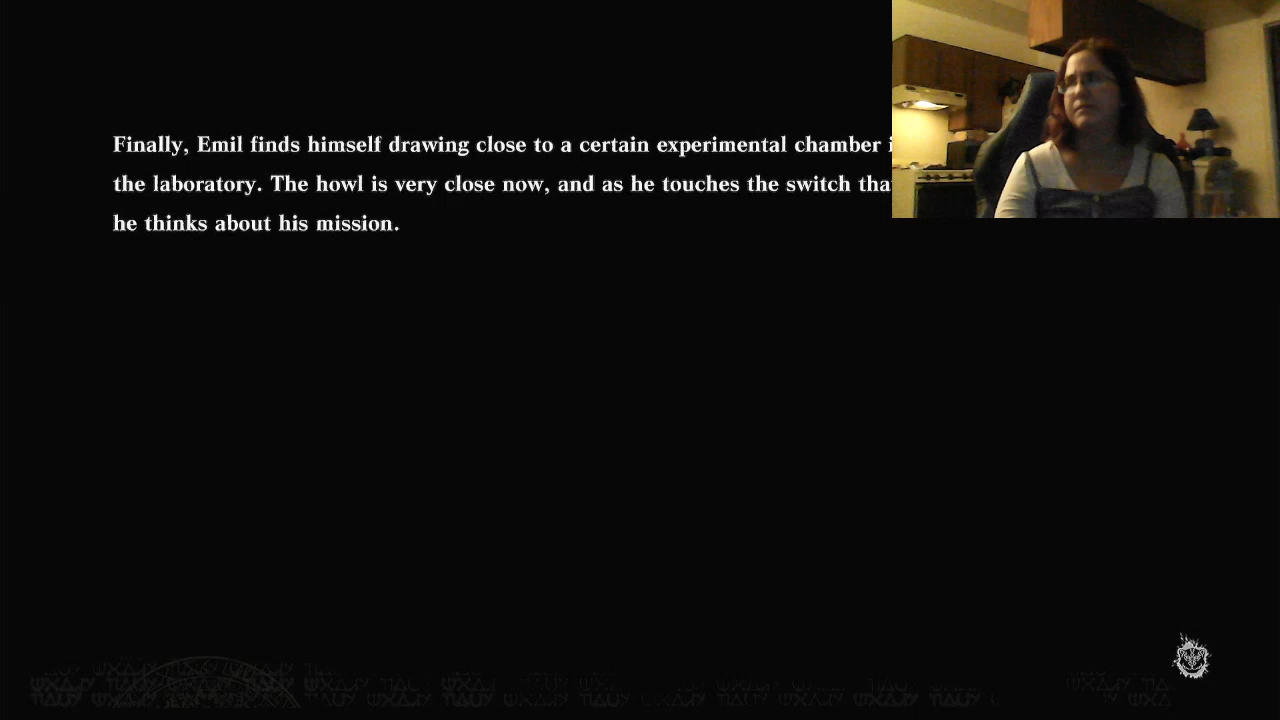 Finally, Emil finds himself drawing close to a certain experimental chamber
the laboratory. The howl is very close now, and as he touches the switch
he thinks about his mission.